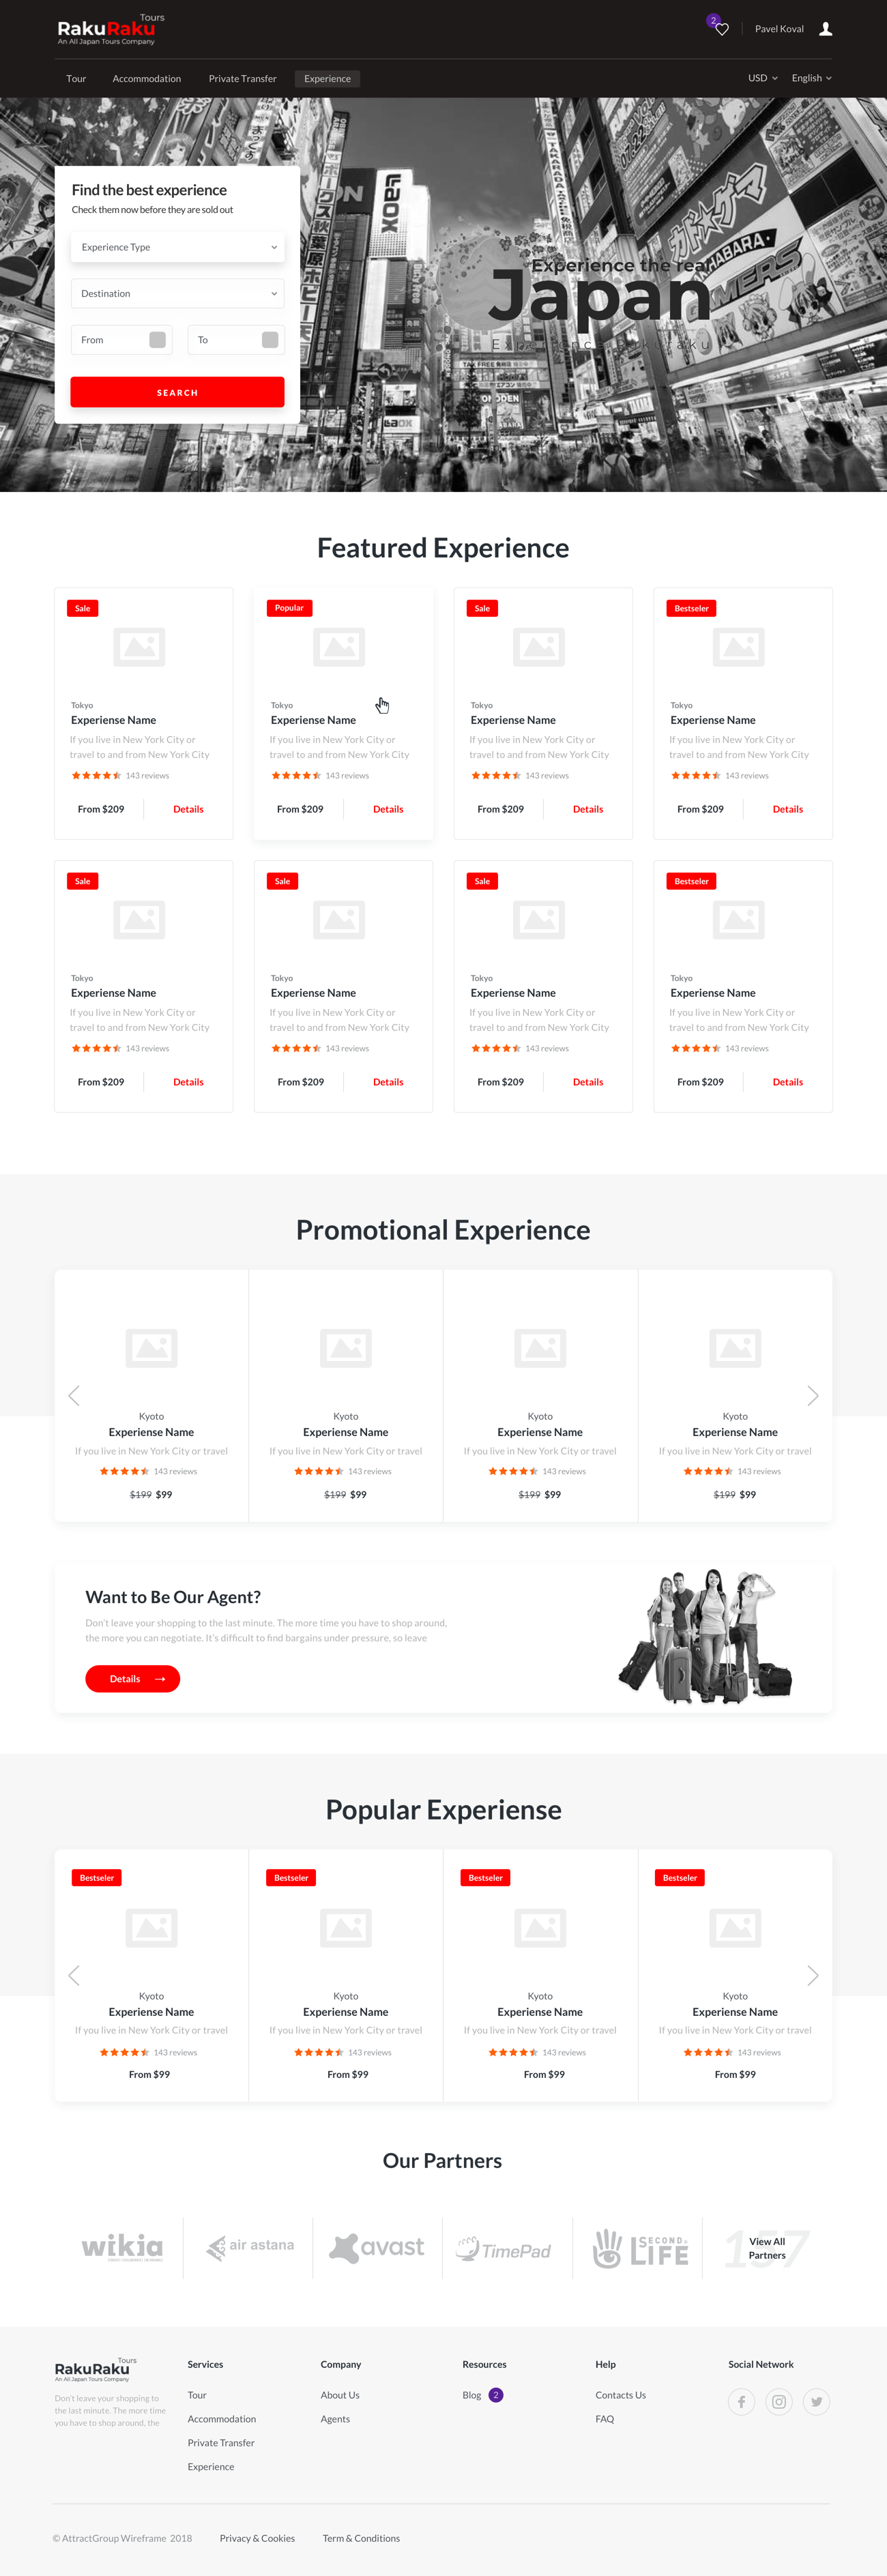 Tours
RakuRaku
An All Japan Tours Company
2
Pavel Koval
Tour Accommodation Private Transfer Experience
USD English
Find the best experience
Check them now before they are sold out
Experience Type
Destination
From To
SEARCH
Experience the real
Japan
LAOX
TAX FREE
LAOX
Featured Experience
Sale Popular Sale Bestseler
Tokyo Tokyo Tokyo Tokyo
Experiense Name Experiense Name Experiense Name Experiense Name
If you live in New York City or If you live in New York City or If you live in New York City or If you live in New York City or
travel to and from New York City travel to and from New York City travel to and from New York City travel to and from New York City
143 reviews 143 reviews 143 reviews 143 reviews
From $209 Details From $209 Details From $209 Details From $209 Details
Sale Sale Sale Bestseler
Tokyo Tokyo Tokyo Tokyo
Experiense Name Experiense Name Experiense Name Experiense Name
If you live in New York City or If you live in New York City or If you live in New York City or If you live in New York City or
travel to and from New York City travel to and from New York City travel to and from New York City travel to and from New York City
143 reviews 143 reviews 143 reviews 143 reviews
From $209 Details From $209 Details From $209 Details From $209 Details
Promotional Experience
Kyoto Kyoto Kyoto Kyoto
Experiense Name Experiense Name Experiense Name Experiense Name
If you live in New York City or travel If you live in New York City or travel If you live in New York City or travel If you live in New York City or travel
143 reviews 143 reviews 143 reviews 143 reviews
$199 $99 $199 $99 $199 $99 $199 $99
Want to Be Our Agent?
Don't leave your shopping to the last minute. The more time you have to shop around,
the more you can negotiate. It's difficult to find bargains under pressure, so leave
Details
Popular Experiense
Bestseler Bestseler Bestseler Bestseler
Kyoto Kyoto Kyoto Kyoto
Experiense Name Experiense Name Experiense Name Experiense Name
If you live in New York City or travel If you live in New York City or travel If you live in New York City or travel If you live in New York City or travel
143 reviews 143 reviews 143 reviews 143 reviews
From $99 From $99 From $99 From $99
Our Partners
wikia air astana avast TimePad SECOND LIFE 157
View All
Partners
Tours
RakuRaku
An All Japan Tours Company
Don't leave your shopping to
the last minute. The more time
you have to shop around, the
Services
Tour
Accommodation
Private Transfer
Experience
Company
About Us
Agents
Resources
Blog 2
Help
Contacts Us
FAQ
Social Network
© AttractGroup Wireframe 2018 Privacy & Cookies Term & Conditions